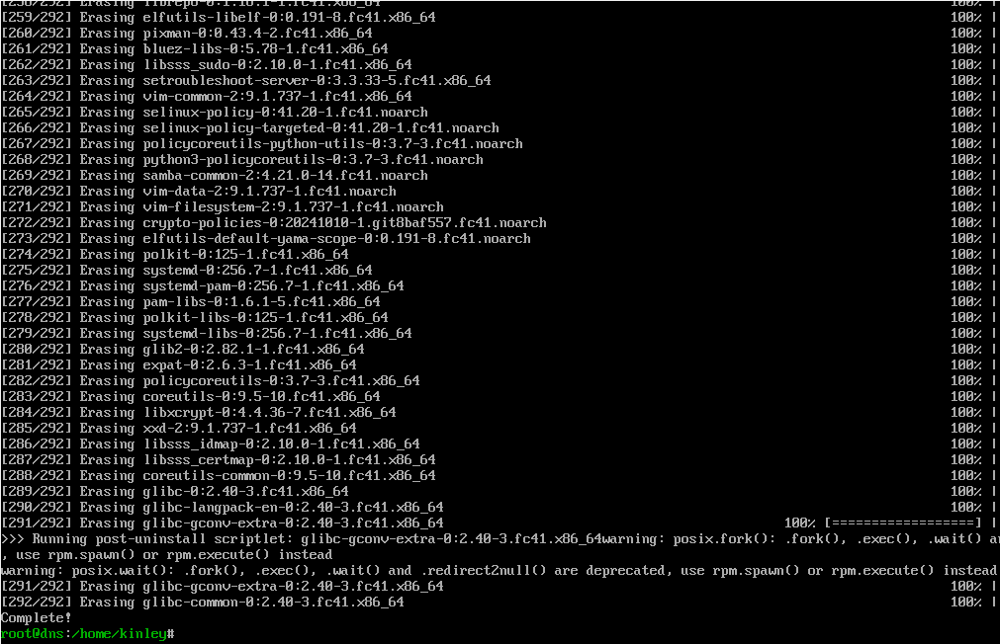 [258/292] Erasing librepo-0:1.18.1-1.fc41.x86_64 100% |
[259/292] Erasing elfutils-libelf-0:0.191-8.fc41.x86_64 100% |
[260/292] Erasing pixman-0:0.43.4-2.fc41.x86_64 100% |
[261/292] Erasing bluez-libs-0:5.78-1.fc41.x86_64 100% |
[262/292] Erasing libsss_sudo-0:2.10.0-1.fc41.x86_64 100% |
[263/292] Erasing setroubleshoot-server-0:3.3.33-5.fc41.x86_64 100% |
[264/292] Erasing vim-common-2:9.1.737-1.fc41.x86_64 100% |
[265/292] Erasing selinux-policy-0:41.20-1.fc41.noarch 100% |
[266/292] Erasing selinux-policy-targeted-0:41.20-1.fc41.noarch 100% |
[267/292] Erasing policycoreutils-python-utils-0:3.7-3.fc41.noarch 100% |
[268/292] Erasing python3-policycoreutils-0:3.7-3.fc41.noarch 100% |
[269/292] Erasing samba-common-2:4.21.0-14.fc41.noarch 100% |
[270/292] Erasing vim-data-2:9.1.737-1.fc41.noarch 100% |
[271/292] Erasing vim-filesystem-2:9.1.737-1.fc41.noarch 100% |
[272/292] Erasing crypto-policies-0:20241010-1.git8baf557.fc41.noarch 100% |
[273/292] Erasing elfutils-default-yama-scope-0:0.191-8.fc41.noarch 100% |
[274/292] Erasing polkit-0:125-1.fc41.x86_64 100% |
[275/292] Erasing systemd-0:256.7-1.fc41.x86_64 100% |
[276/292] Erasing systemd-pam-0:256.7-1.fc41.x86_64 100% |
[277/292] Erasing pam-libs-0:1.6.1-5.fc41.x86_64 100% |
[278/292] Erasing polkit-libs-0:125-1.fc41.x86_64 100% |
[279/292] Erasing systemd-libs-0:256.7-1.fc41.x86_64 100% |
[280/292] Erasing glib2-0:2.82.1-1.fc41.x86_64 100% |
[281/292] Erasing expat-0:2.6.3-1.fc41.x86_64 100% |
[282/292] Erasing policycoreutils-0:3.7-3.fc41.x86_64 100% |
[283/292] Erasing coreutils-0:9.5-10.fc41.x86_64 100% |
[284/292] Erasing libxcrypt-0:4.4.36-7.fc41.x86_64 100% |
[285/292] Erasing xxd-2:9.1.737-1.fc41.x86_64 100% |
[286/292] Erasing libsss_idmap-0:2.10.0-1.fc41.x86_64 100% |
[287/292] Erasing libsss_certmap-0:2.10.0-1.fc41.x86_64 100% |
[288/292] Erasing coreutils-common-0:9.5-10.fc41.x86_64 100% |
[289/292] Erasing glibc-0:2.40-3.fc41.x86_64 100% |
[290/292] Erasing glibc-langpack-en-0:2.40-3.fc41.x86_64 100% |
[291/292] Erasing glibc-gconv-extra-0:2.40-3.fc41.x86_64 100% [==================] |
>>> Running post-uninstall scriptlet: glibc-gconv-extra-0:2.40-3.fc41.x86_64warning: posix.fork(): .fork(), .exec(), .wait() an
, use rpm.spawn() or rpm.execute() instead
warning: posix.wait(): .fork(), .exec(), .wait() and .redirect2null() are deprecated, use rpm.spawn() or rpm.execute() instead
[291/292] Erasing glibc-gconv-extra-0:2.40-3.fc41.x86_64 100% |
[292/292] Erasing glibc-common-0:2.40-3.fc41.x86_64 100% |
Complete!
root@dns:/home/kinley#